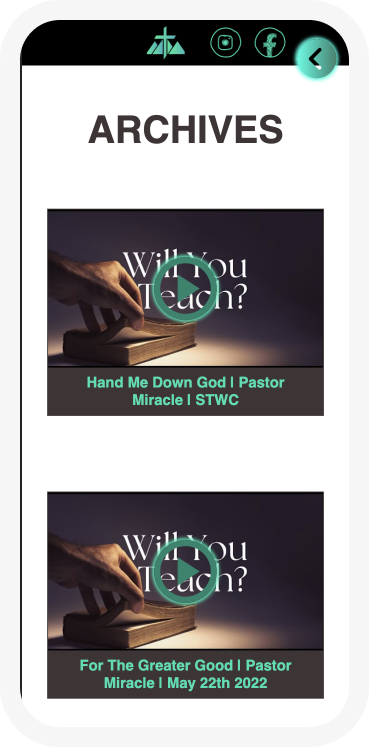 ARCHIVES
Will You
Teach?
Hand Me Down God | Pastor
Miracle | STWC
Will You
Teach?
For The Greater Good | Pastor
Miracle | May 22th 2022